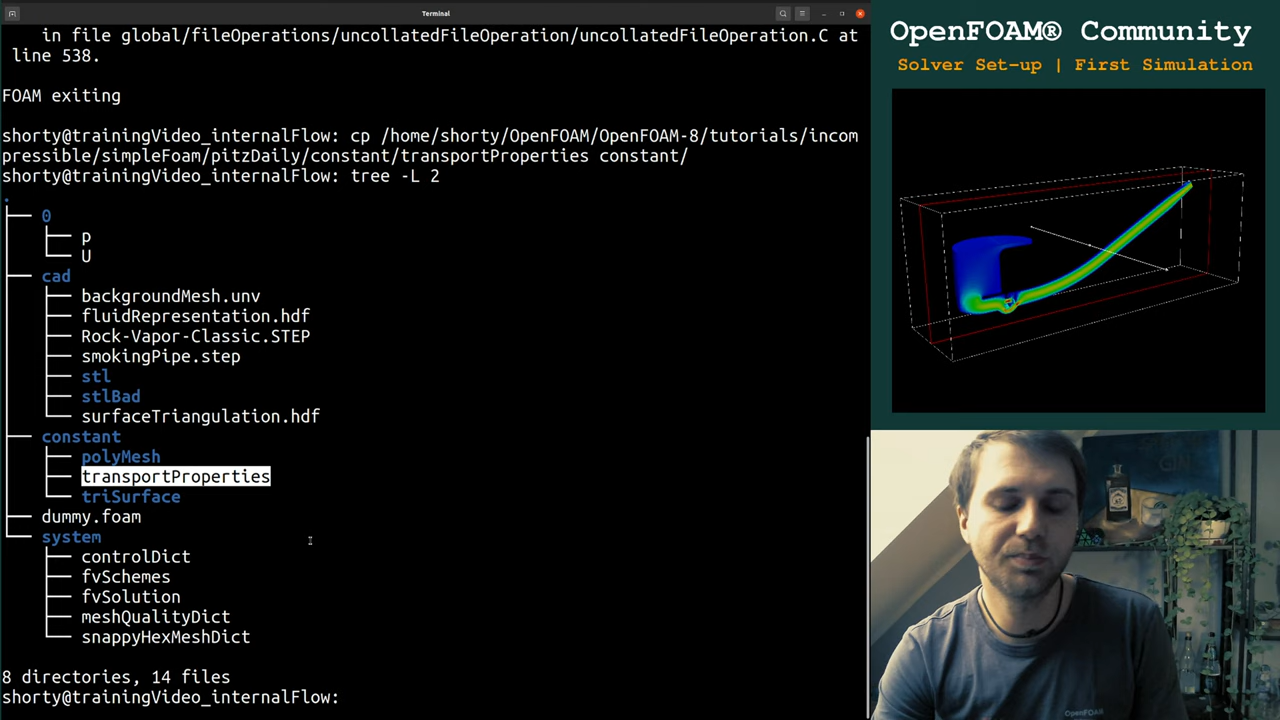 Terminal
in file global/fileOperations/uncollatedFileOperation/uncollatedFileOperation.C at
line 538.
FOAM exiting
shorty@trainingVideo_internalFlow: cp /home/shorty/OpenFOAM/OpenFOAM-8/tutorials/incom
pressible/simpleFoam/pitzDaily/constant/transportProperties constant/
shorty@trainingVideo_internalFlow: tree -L 2
.
├── 0
│   ├── p
│   └── U
├── cad
│   ├── backgroundMesh.unv
│   ├── fluidRepresentation.hdf
│   ├── Rock-Vapor-Classic.STEP
│   ├── smokingPipe.step
│   ├── stl
│   ├── stlBad
│   └── surfaceTriangulation.hdf
├── constant
│   ├── polyMesh
│   ├── transportProperties
│   └── triSurface
├── dummy.foam
└── system
    ├── controlDict
    ├── fvSchemes
    ├── fvSolution
    ├── meshQualityDict
    └── snappyHexMeshDict
8 directories, 14 files
shorty@trainingVideo_internalFlow:
OpenFOAM® Community
Solver Set-up | First Simulation
OpenFOAM